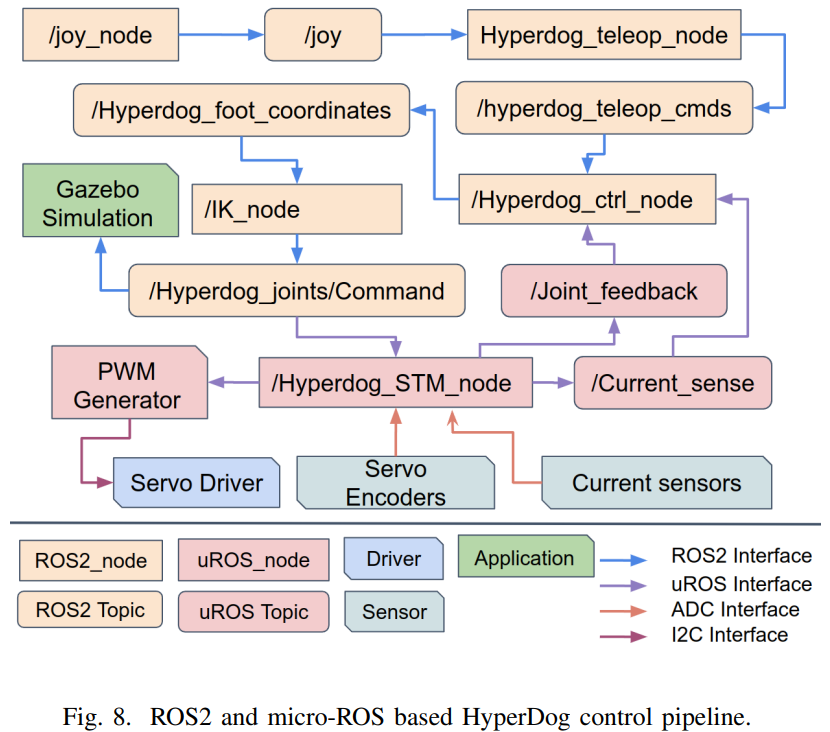 /joy_node
/joy
Hyperdog_teleop_node
/Hyperdog_foot_coordinates
/hyperdog_teleop_cmds
Gazebo
Simulation
/IK_node
/Hyperdog_ctrl_node
/Hyperdog_joints/Command
/Joint_feedback
PWM
Generator
/Hyperdog_STM_node
/Current_sense
Servo Driver
Servo
Encoders
Current sensors
ROS2_node
uROS_node
Driver
Application
ROS2 Interface
uROS Interface
ROS2 Topic
uROS Topic
Sensor
ADC Interface
I2C Interface
Fig. 8. ROS2 and micro-ROS based HyperDog control pipeline.